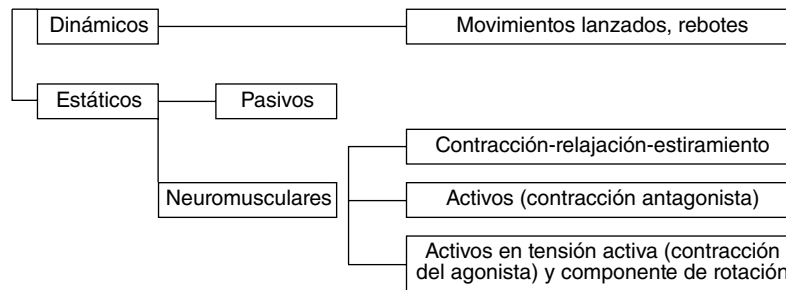 Dinámicos
Movimientos lanzados, rebotes
Estáticos
Pasivos
Contracción-relajación-estiramiento
Neuromusculares
Activos (contracción antagonista)
Activos en tensión activa (contracción
del agonista) y componente de rotación